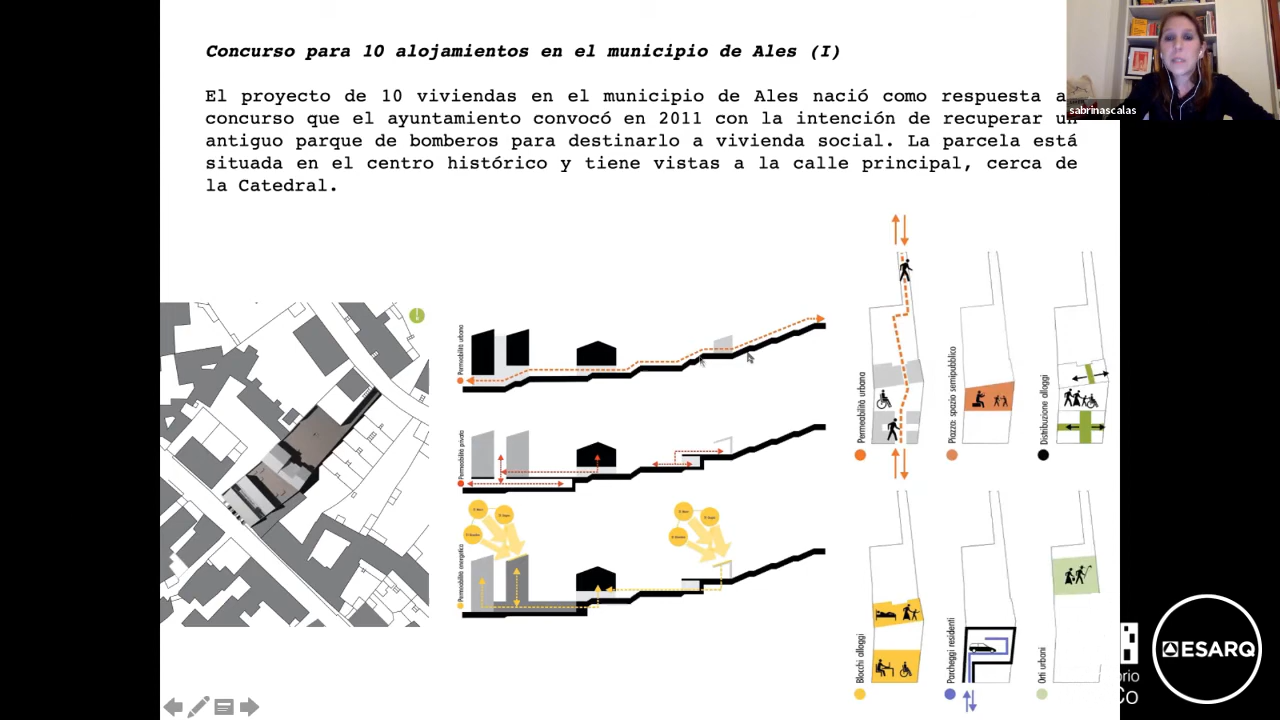 Concurso para 10 alojamientos en el municipio de Ales (I)
El proyecto de 10 viviendas en el municipio de Ales nació como respuesta a
concurso que el ayuntamiento convocó en 2011 con la intención de recuperar un
antiguo parque de bomberos para destinarlo a vivienda social. La parcela está
situada en el centro histórico y tiene vistas a la calle principal, cerca de
la Catedral.
sabrinascalas
Permeabilità urbana
Permeabilità privata
Permeabilità energetica
Permeabilità urbana
Piazza: spazio semipubblico
Distribuzione alloggi
Blocchi alloggi
Parcheggi residenti
Orti urbani
ESARQ
orio
Co